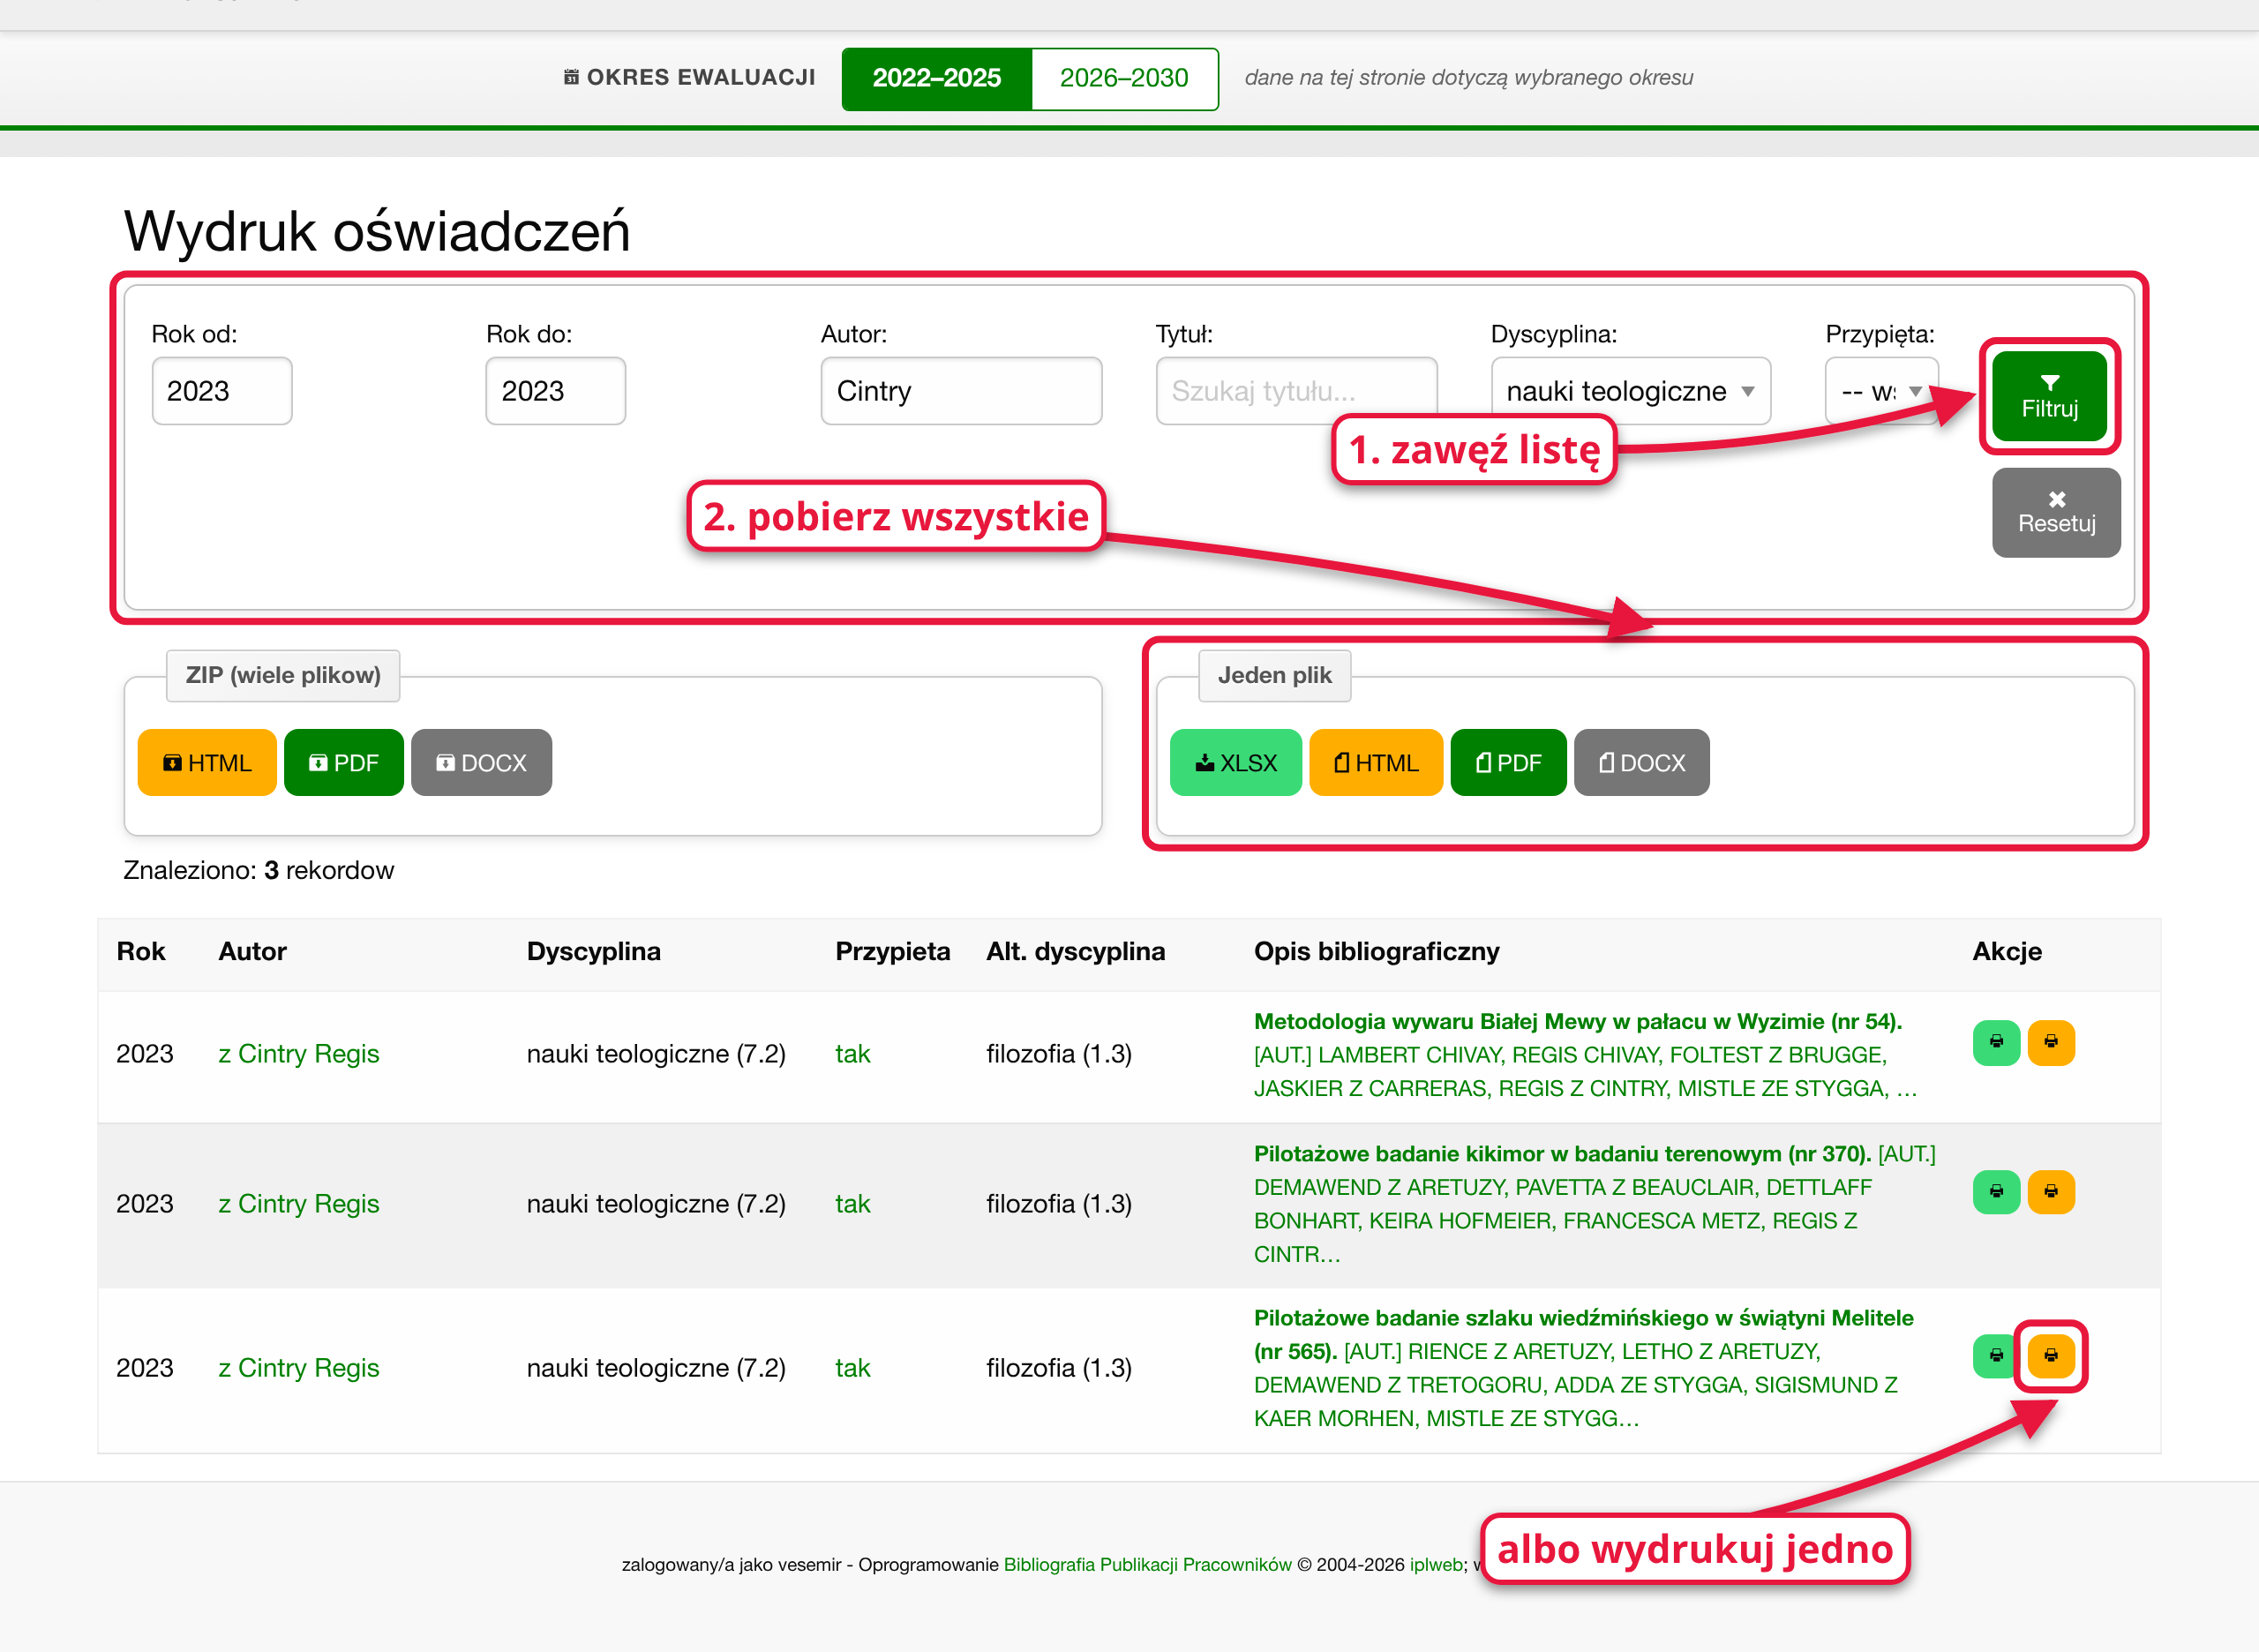 OKRES EWALUACJI 2022–2025 2026–2030 dane na tej stronie dotyczą wybranego okresu
Wydruk oświadczeń
Rok od: Rok do: Autor: Tytuł: Dyscyplina: Przypięta:
2023 2023 Cintry Szukaj tytułu... nauki teologiczne -- ws Filtruj
1. zawęź listę
2. pobierz wszystkie
Resetuj
ZIP (wiele plikow) Jeden plik
HTML PDF DOCX XLSX HTML PDF DOCX
Znaleziono: 3 rekordow
Rok Autor Dyscyplina Przypieta Alt. dyscyplina Opis bibliograficzny Akcje
2023 z Cintry Regis nauki teologiczne (7.2) tak filozofia (1.3)
Metodologia wywaru Białej Mewy w pałacu w Wyzimie (nr 54).
[AUT.] LAMBERT CHIVAY, REGIS CHIVAY, FOLTEST Z BRUGGE,
JASKIER Z CARRERAS, REGIS Z CINTRY, MISTLE ZE STYGGA, …
2023 z Cintry Regis nauki teologiczne (7.2) tak filozofia (1.3)
Pilotażowe badanie kikimor w badaniu terenowym (nr 370). [AUT.]
DEMAWEND Z ARETUZY, PAVETTA Z BEAUCLAIR, DETTLAFF
BONHART, KEIRA HOFMEIER, FRANCESCA METZ, REGIS Z
CINTR…
2023 z Cintry Regis nauki teologiczne (7.2) tak filozofia (1.3)
Pilotażowe badanie szlaku wiedźmińskiego w świątyni Melitele
(nr 565). [AUT.] RIENCE Z ARETUZY, LETHO Z ARETUZY,
DEMAWEND Z TRETOGORU, ADDA ZE STYGGA, SIGISMUND Z
KAER MORHEN, MISTLE ZE STYGG…
albo wydrukuj jedno
zalogowany/a jako vesemir - Oprogramowanie Bibliografia Publikacji Pracowników © 2004-2026 iplweb;